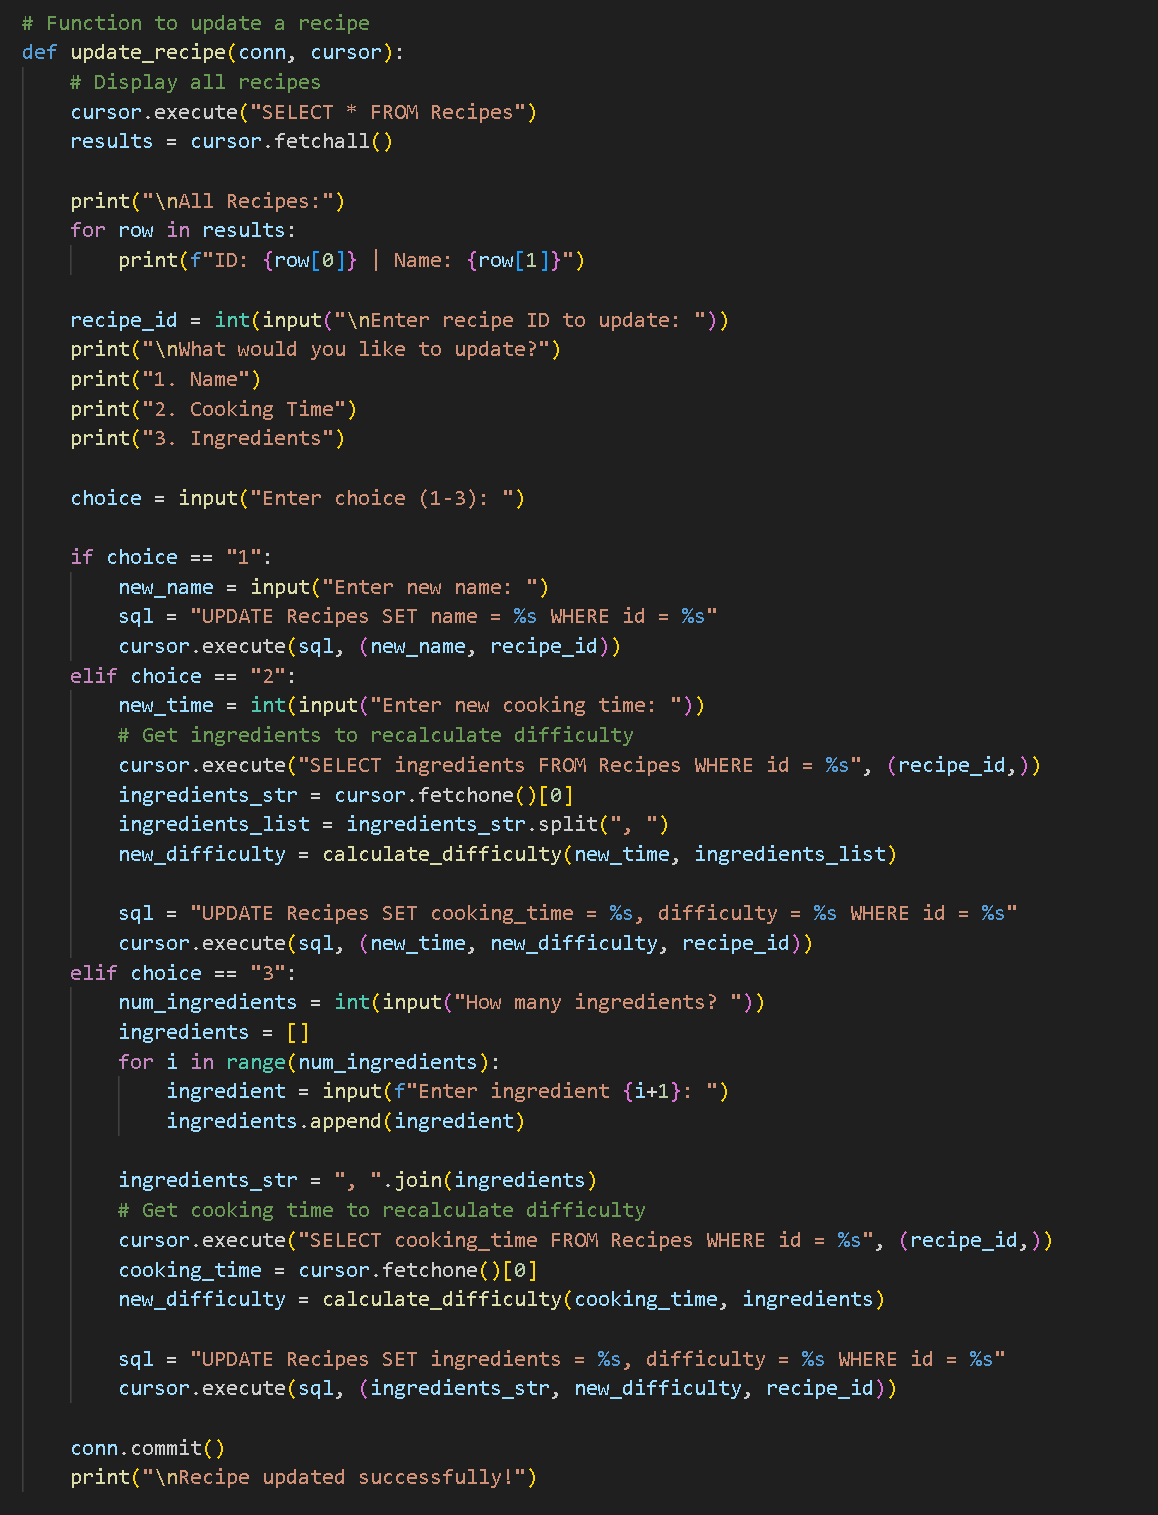 # Function to update a recipe
def update_recipe(conn, cursor):
    # Display all recipes
    cursor.execute("SELECT * FROM Recipes")
    results = cursor.fetchall()

    print("\nAll Recipes:")
    for row in results:
        print(f"ID: {row[0]} | Name: {row[1]}")

    recipe_id = int(input("\nEnter recipe ID to update: "))
    print("\nWhat would you like to update?")
    print("1. Name")
    print("2. Cooking Time")
    print("3. Ingredients")

    choice = input("Enter choice (1-3): ")

    if choice == "1":
        new_name = input("Enter new name: ")
        sql = "UPDATE Recipes SET name = %s WHERE id = %s"
        cursor.execute(sql, (new_name, recipe_id))
    elif choice == "2":
        new_time = int(input("Enter new cooking time: "))
        # Get ingredients to recalculate difficulty
        cursor.execute("SELECT ingredients FROM Recipes WHERE id = %s", (recipe_id,))
        ingredients_str = cursor.fetchone()[0]
        ingredients_list = ingredients_str.split(", ")
        new_difficulty = calculate_difficulty(new_time, ingredients_list)

        sql = "UPDATE Recipes SET cooking_time = %s, difficulty = %s WHERE id = %s"
        cursor.execute(sql, (new_time, new_difficulty, recipe_id))
    elif choice == "3":
        num_ingredients = int(input("How many ingredients? "))
        ingredients = []
        for i in range(num_ingredients):
            ingredient = input(f"Enter ingredient {i+1}: ")
            ingredients.append(ingredient)

        ingredients_str = ", ".join(ingredients)
        # Get cooking time to recalculate difficulty
        cursor.execute("SELECT cooking_time FROM Recipes WHERE id = %s", (recipe_id,))
        cooking_time = cursor.fetchone()[0]
        new_difficulty = calculate_difficulty(cooking_time, ingredients)

        sql = "UPDATE Recipes SET ingredients = %s, difficulty = %s WHERE id = %s"
        cursor.execute(sql, (ingredients_str, new_difficulty, recipe_id))

    conn.commit()
    print("\nRecipe updated successfully!")